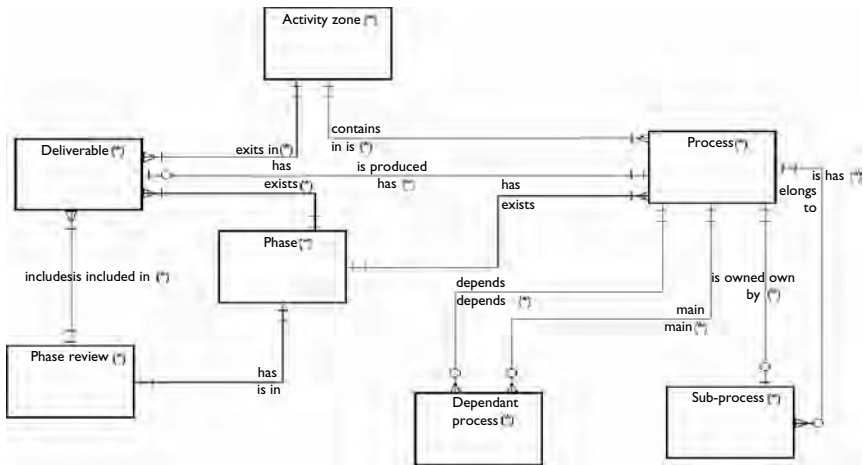 Activity zone (*)
contains
in is (*)
Deliverable (*)
exits in(*)
has
exists(*)
is produced
has (*)
has
exists
Process(*)
is has (*)
elongs
to
Phase(*)
includesis included in (*)
depends
depends (*)
is owned own
by (*)
main
main(*)
Phase review (*)
has
is in
Dependant
process(*)
Sub-process (*)